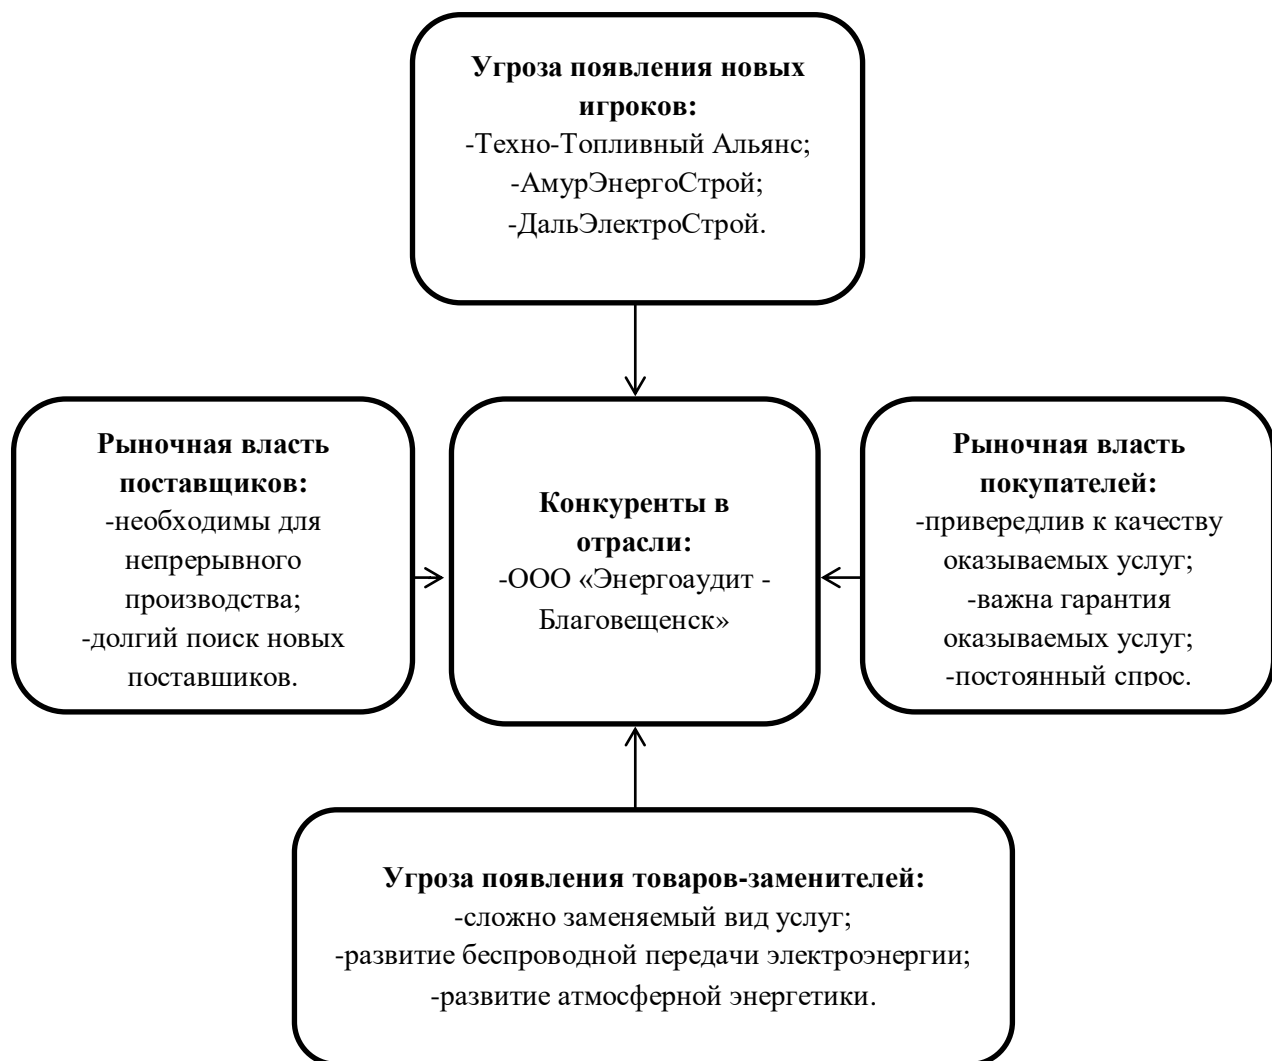 Угроза появления новых
игроков:
-Техно-Топливный Альянс;
-АмурЭнергоСтрой;
-ДальЭлектроСтрой.
Рыночная власть
поставщиков:
-необходимы для
непрерывного
производства;
-долгий поиск новых
поставшиков.
Конкуренты в
отрасли:
-ООО «Энергоаудит -
Благовещенск»
Рыночная власть
покупателей:
-привередлив к качеству
оказываемых услуг;
-важна гарантия
оказываемых услуг;
-постоянный спрос.
Угроза появления товаров-заменителей:
-сложно заменяемый вид услуг;
-развитие беспроводной передачи электроэнергии;
-развитие атмосферной энергетики.